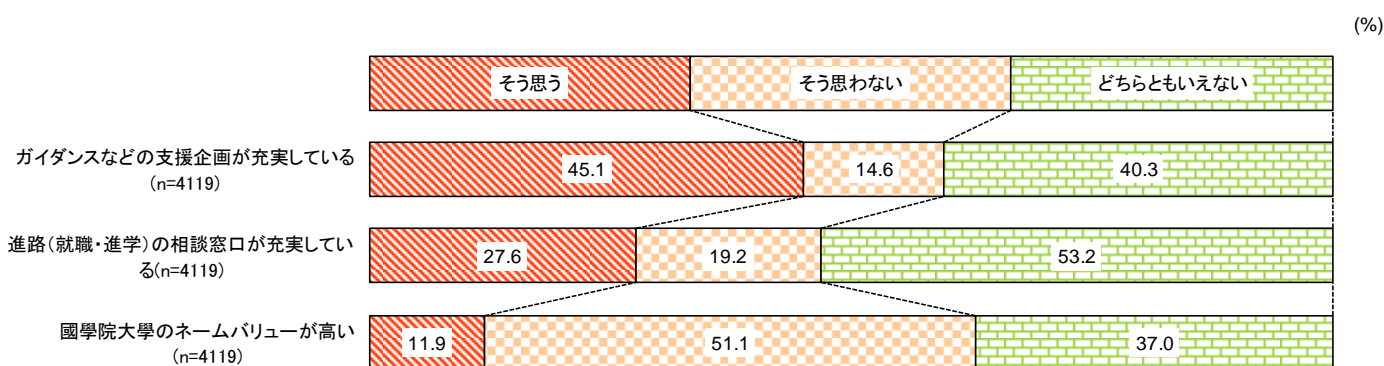 (%)
そう思う そう思わない どちらともいえない
ガイダンスなどの支援企画が充実している
(n=4119)
45.1 14.6 40.3
進路(就職・進学)の相談窓口が充実してい
る(n=4119)
27.6 19.2 53.2
國學院大學のネームバリューが高い
(n=4119)
11.9 51.1 37.0